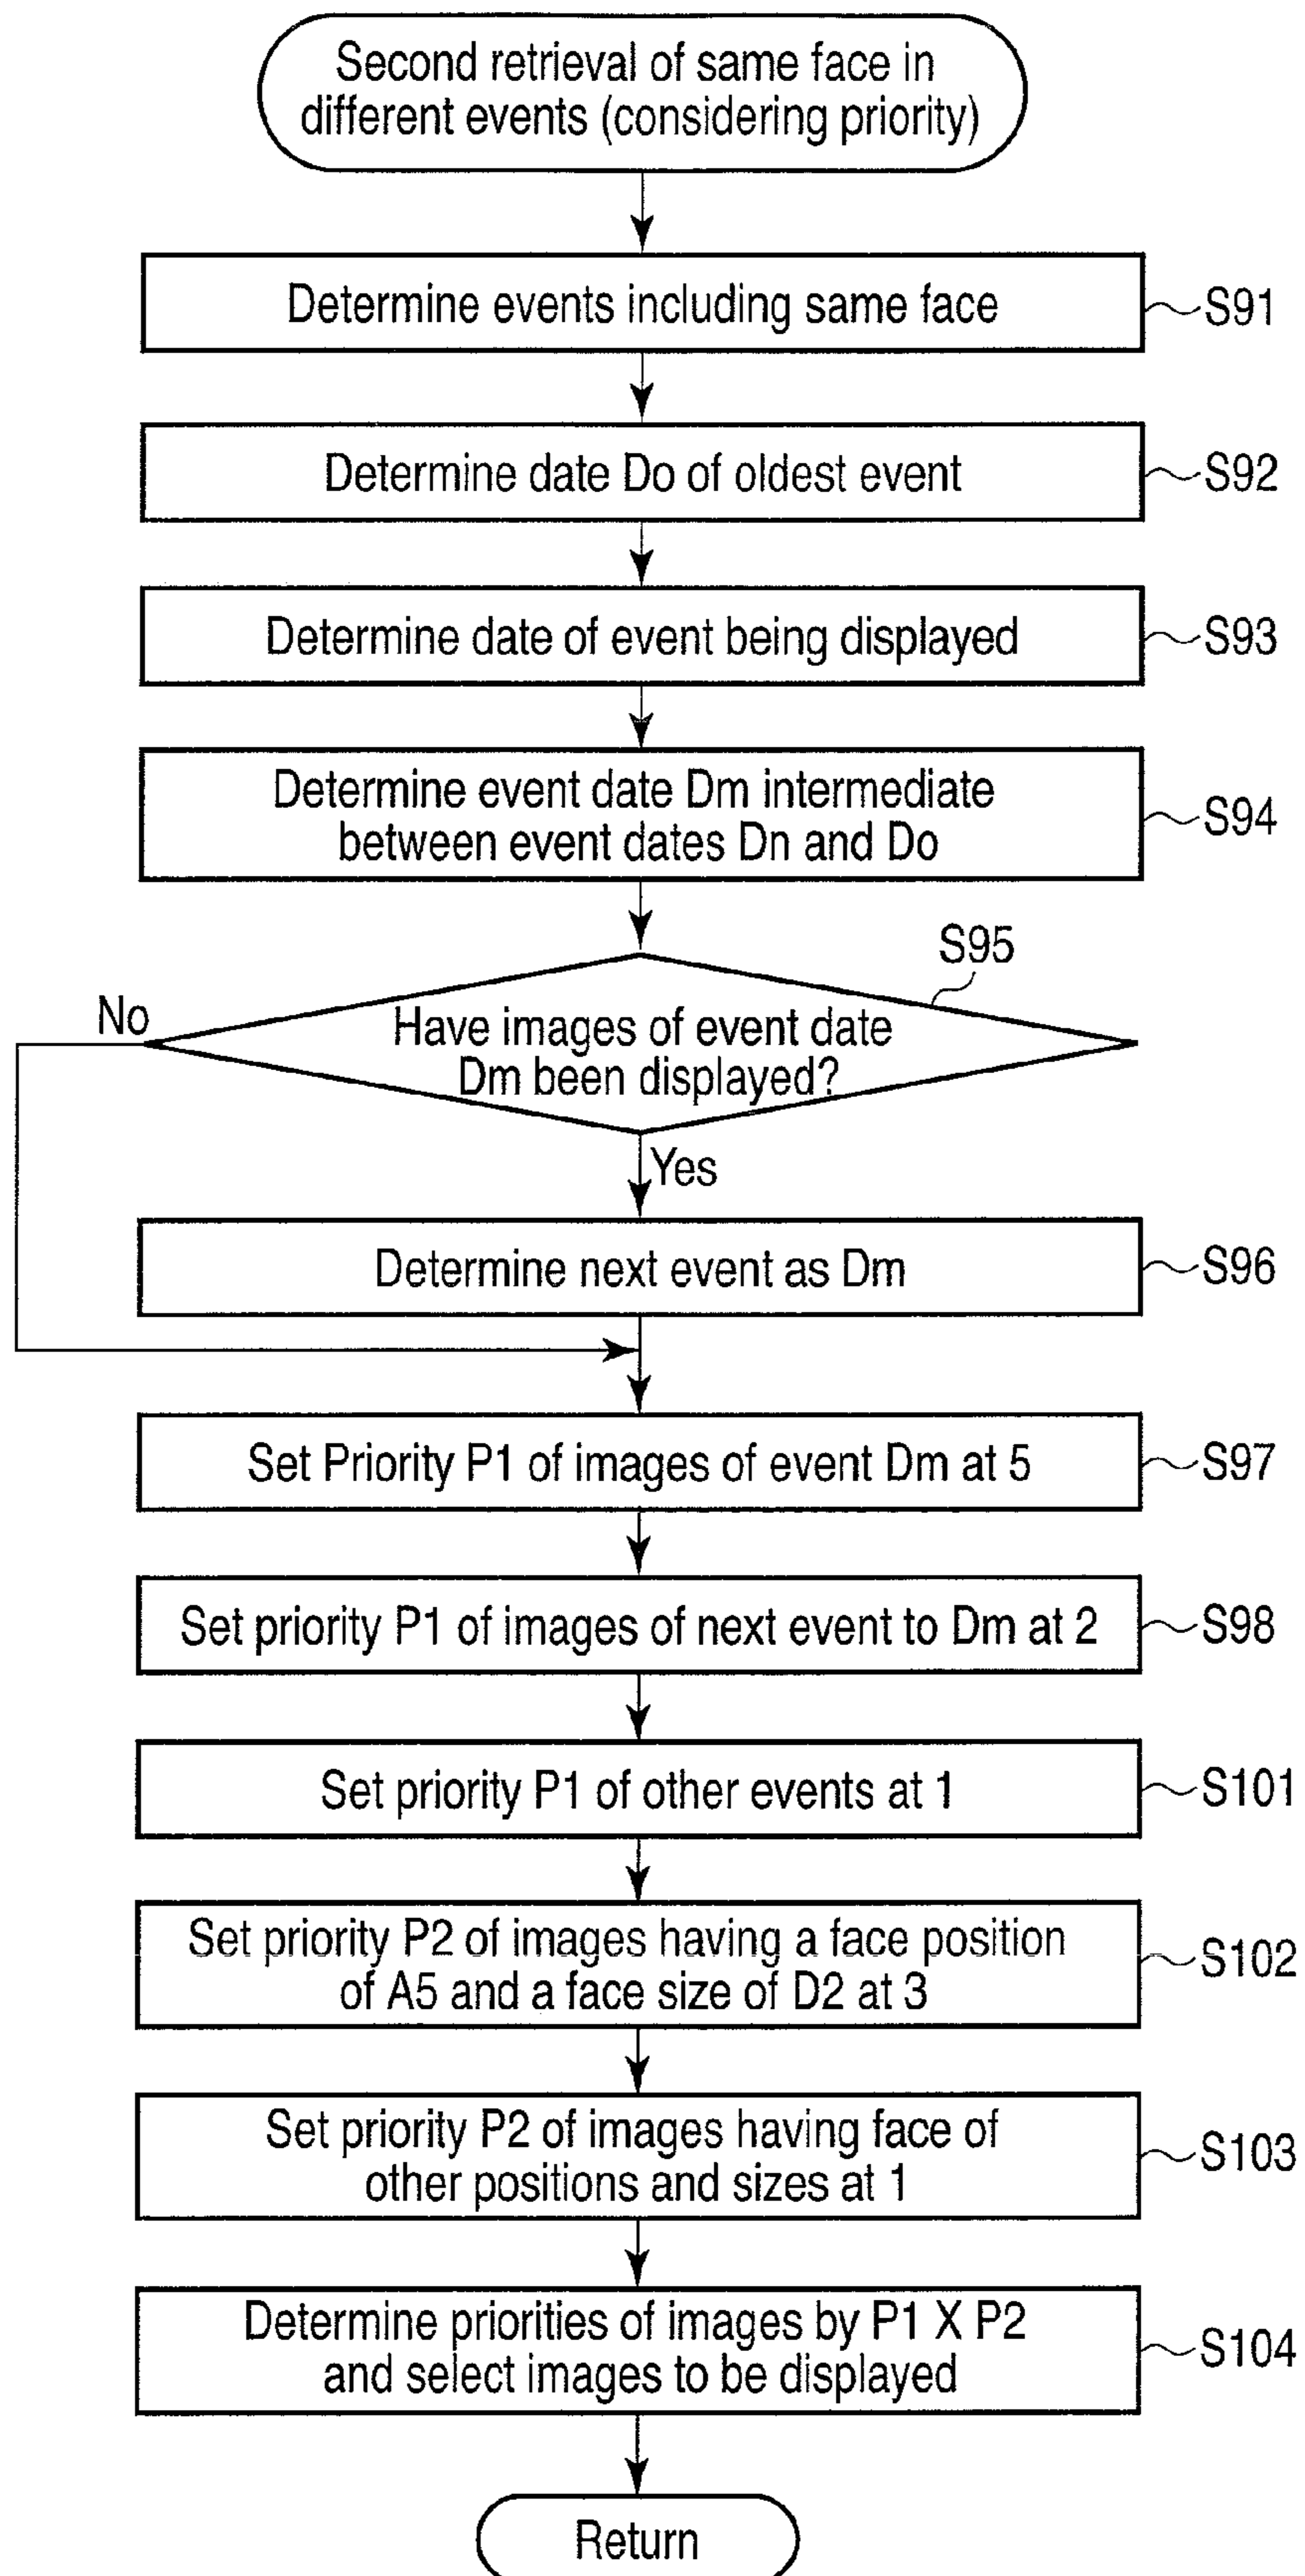 Second retrieval of same face in
different events (considering priority)
Determine events including same face
S91
Determine date Do of oldest event
S92
Determine date of event being displayed
S93
Determine event date Dm intermediate
between event dates Dn and Do
S94
S95
No
Have images of event date
Dm been displayed?
Yes
Determine next event as Dm
S96
Set Priority P1 of images of event Dm at 5
S97
Set priority P1 of images of next event to Dm at 2
S98
Set priority P1 of other events at 1
S101
Set priority P2 of images having a face position
of A5 and a face size of D2 at 3
S102
Set priority P2 of images having face of
other positions and sizes at 1
S103
Determine priorities of images by P1 X P2
and select images to be displayed
S104
Return